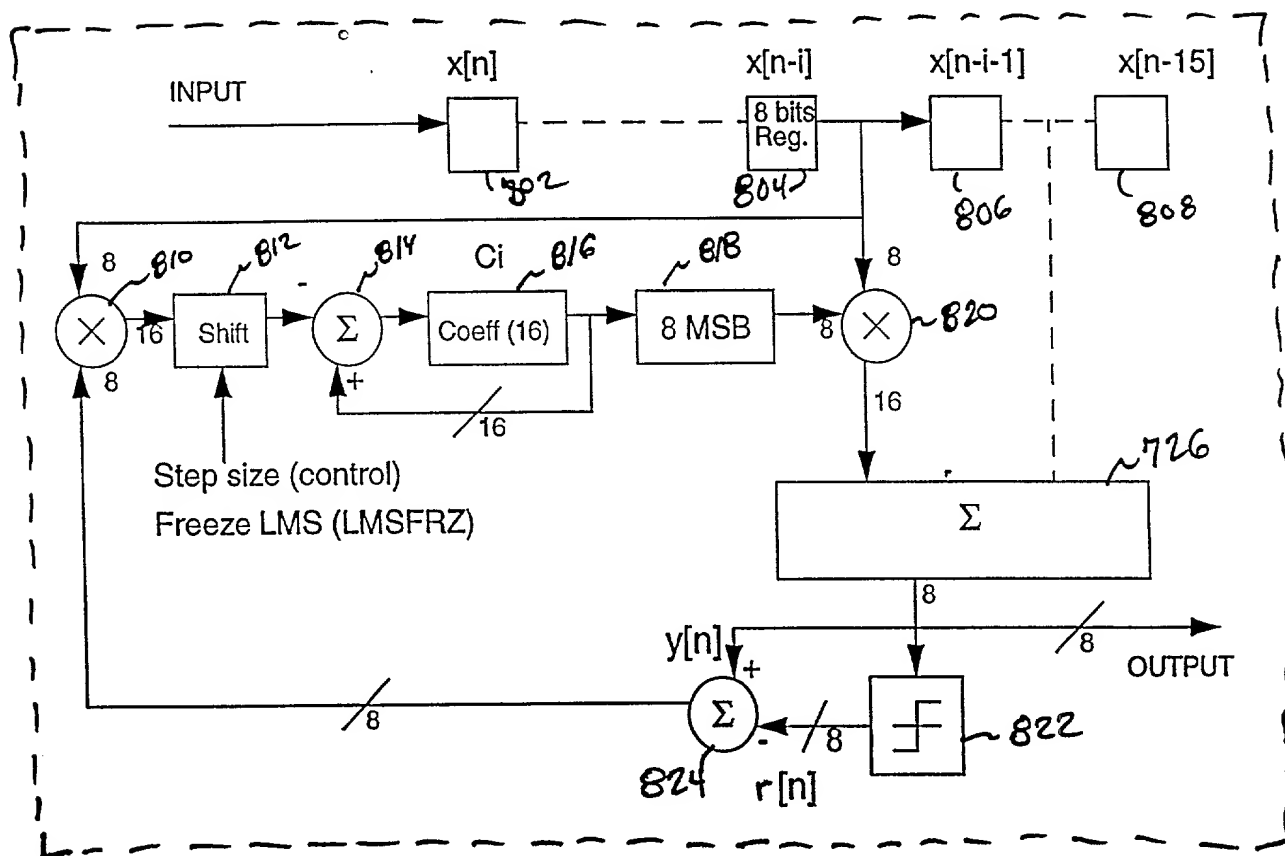 x[n]
x[n-i]
x[n-i-1]
x[n-15]
INPUT
8 bits
Reg.
802
804
806
808
8
810
812
814
Ci
816
818
8
820
×
16
Shift
-
Σ
Coeff (16)
8 MSB
8
×
8
+
16
16
Step size (control)
Freeze LMS (LMSFRZ)
726
Σ
8
y[n]
+
8
OUTPUT
8
Σ
-
8
822
824
r[n]